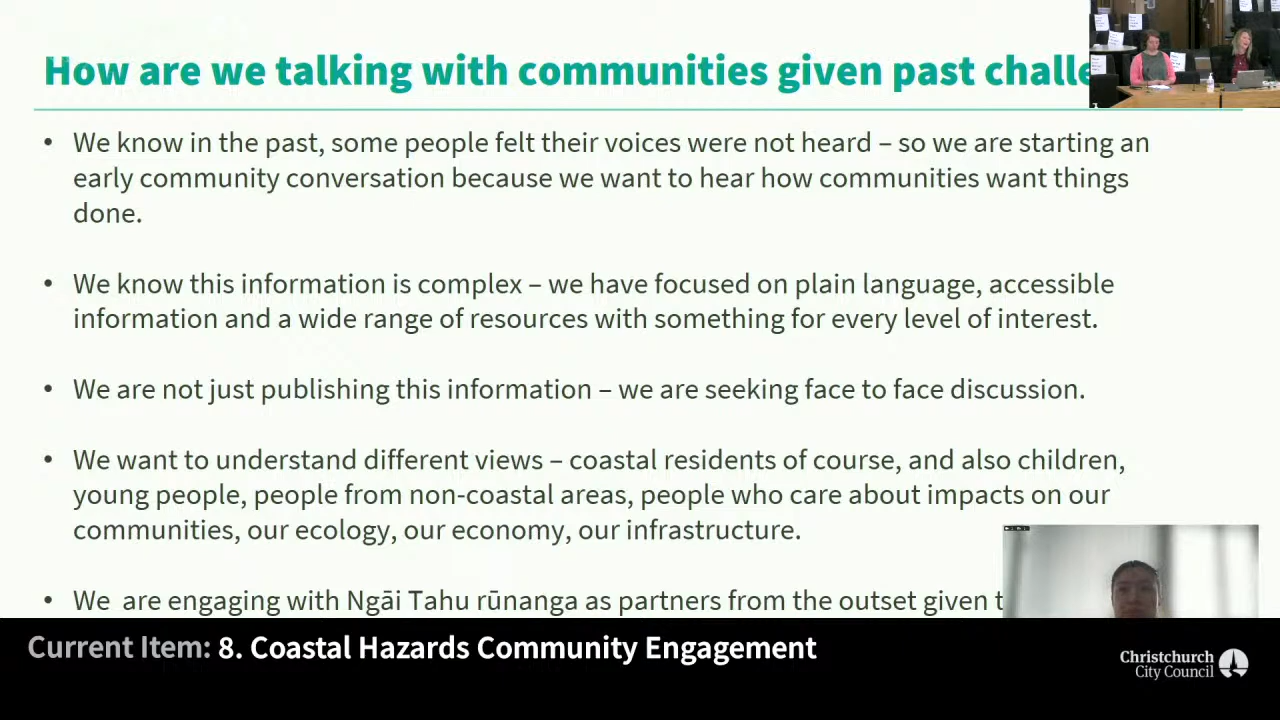 How are we talking with communities given past challe
• We know in the past, some people felt their voices were not heard – so we are starting an
early community conversation because we want to hear how communities want things
done.
• We know this information is complex – we have focused on plain language, accessible
information and a wide range of resources with something for every level of interest.
• We are not just publishing this information – we are seeking face to face discussion.
• We want to understand different views – coastal residents of course, and also children,
young people, people from non-coastal areas, people who care about impacts on our
communities, our ecology, our economy, our infrastructure.
• We are engaging with Ngāi Tahu rūnanga as partners from the outset given t
Current Item: 8. Coastal Hazards Community Engagement
Christchurch
City Council